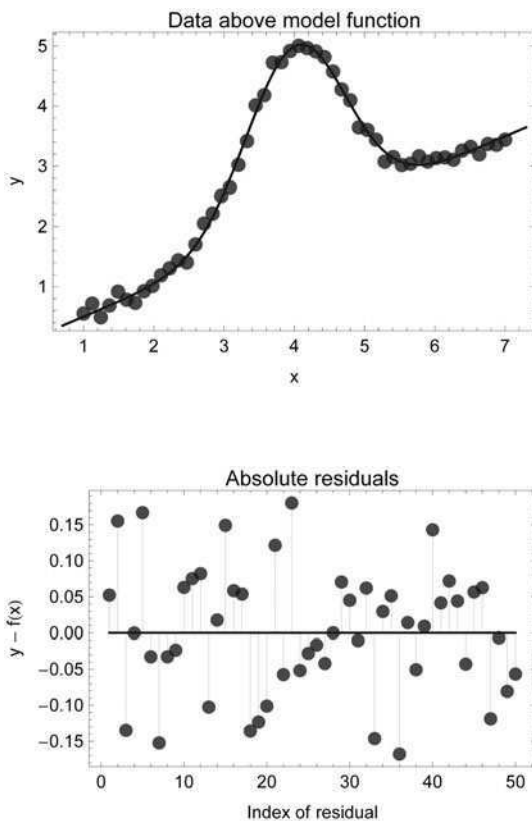 Data above model function
5
4
3
2
1
y
1 2 3 4 5 6 7
x
Absolute residuals
0.15
0.10
0.05
0.00
−0.05
−0.10
−0.15
y − f(x)
0 10 20 30 40 50
Index of residual